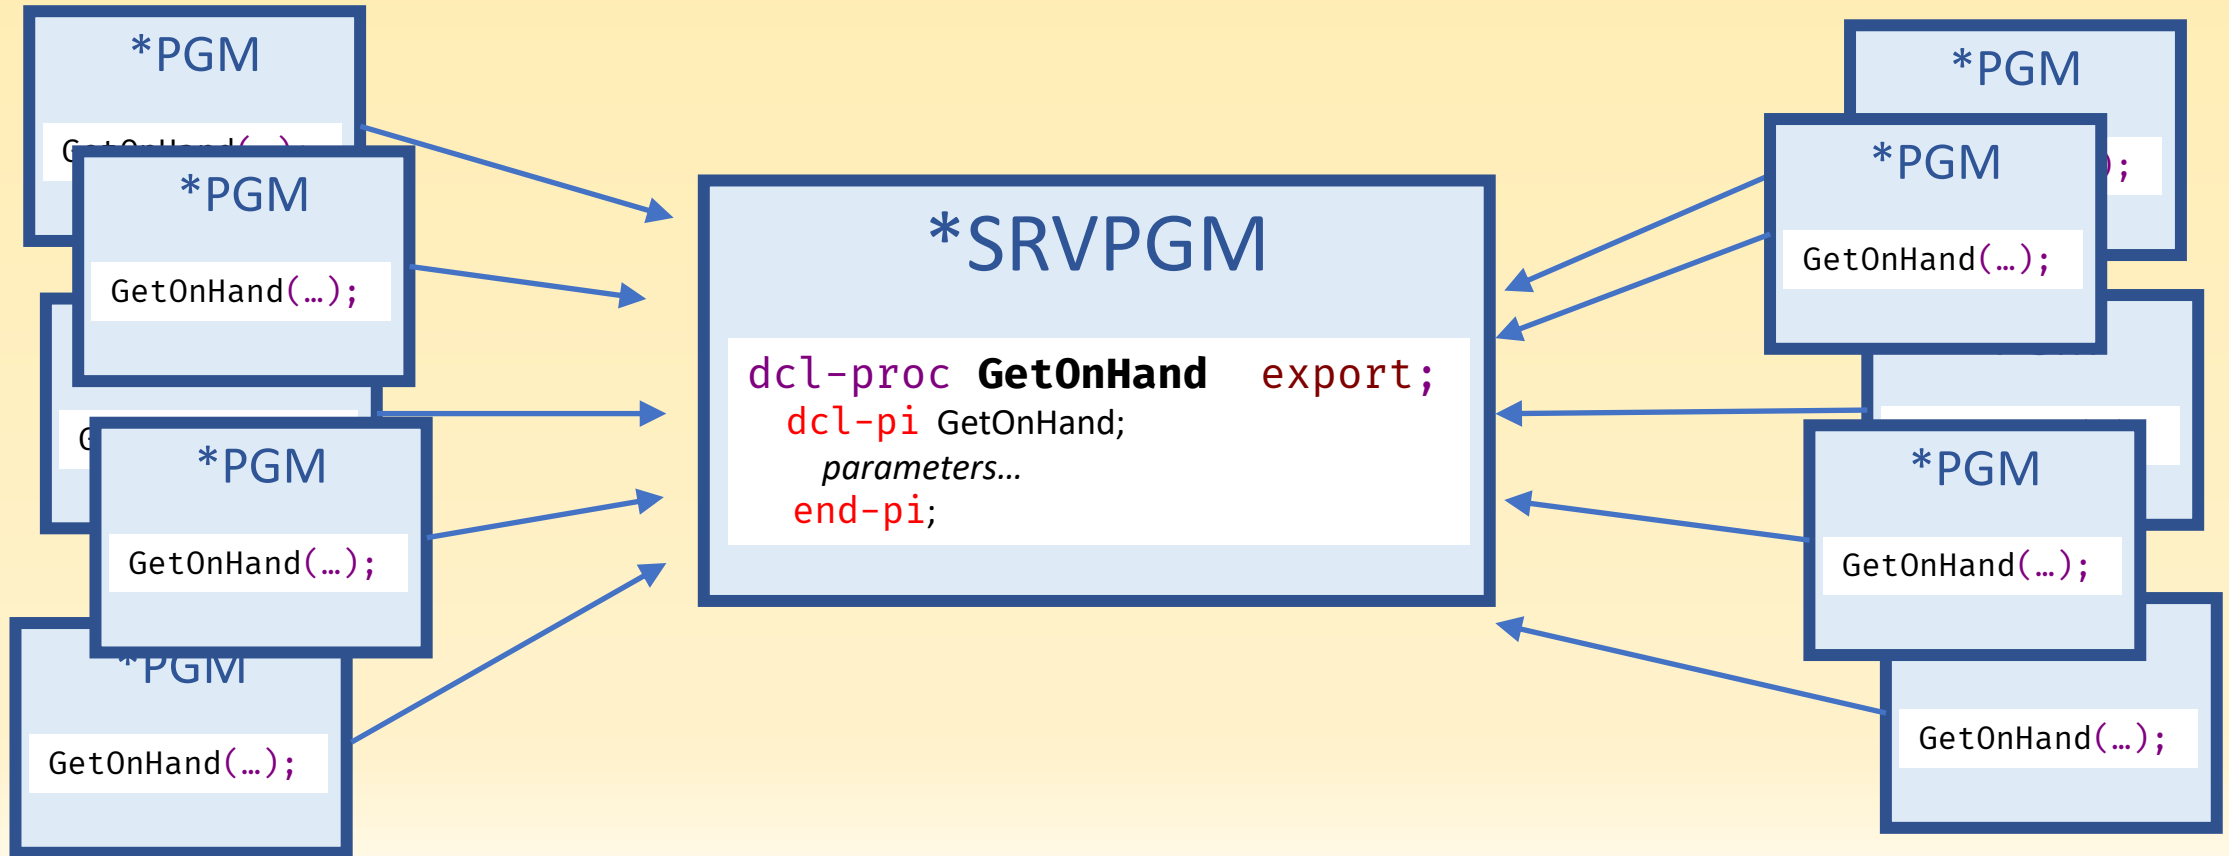 *PGM
*PGM
GetOnHand(…);
GetOnHand(…);
*PGM
GetOnHand(…);
*PGM
GetOnHand(…);
*SRVPGM
dcl-proc GetOnHand export;
dcl-pi GetOnHand;
parameters…
end-pi;
*PGM
*PGM
);
GetOnHand(…);
*PGM
GetOnHand(…);
GetOnHand(…);